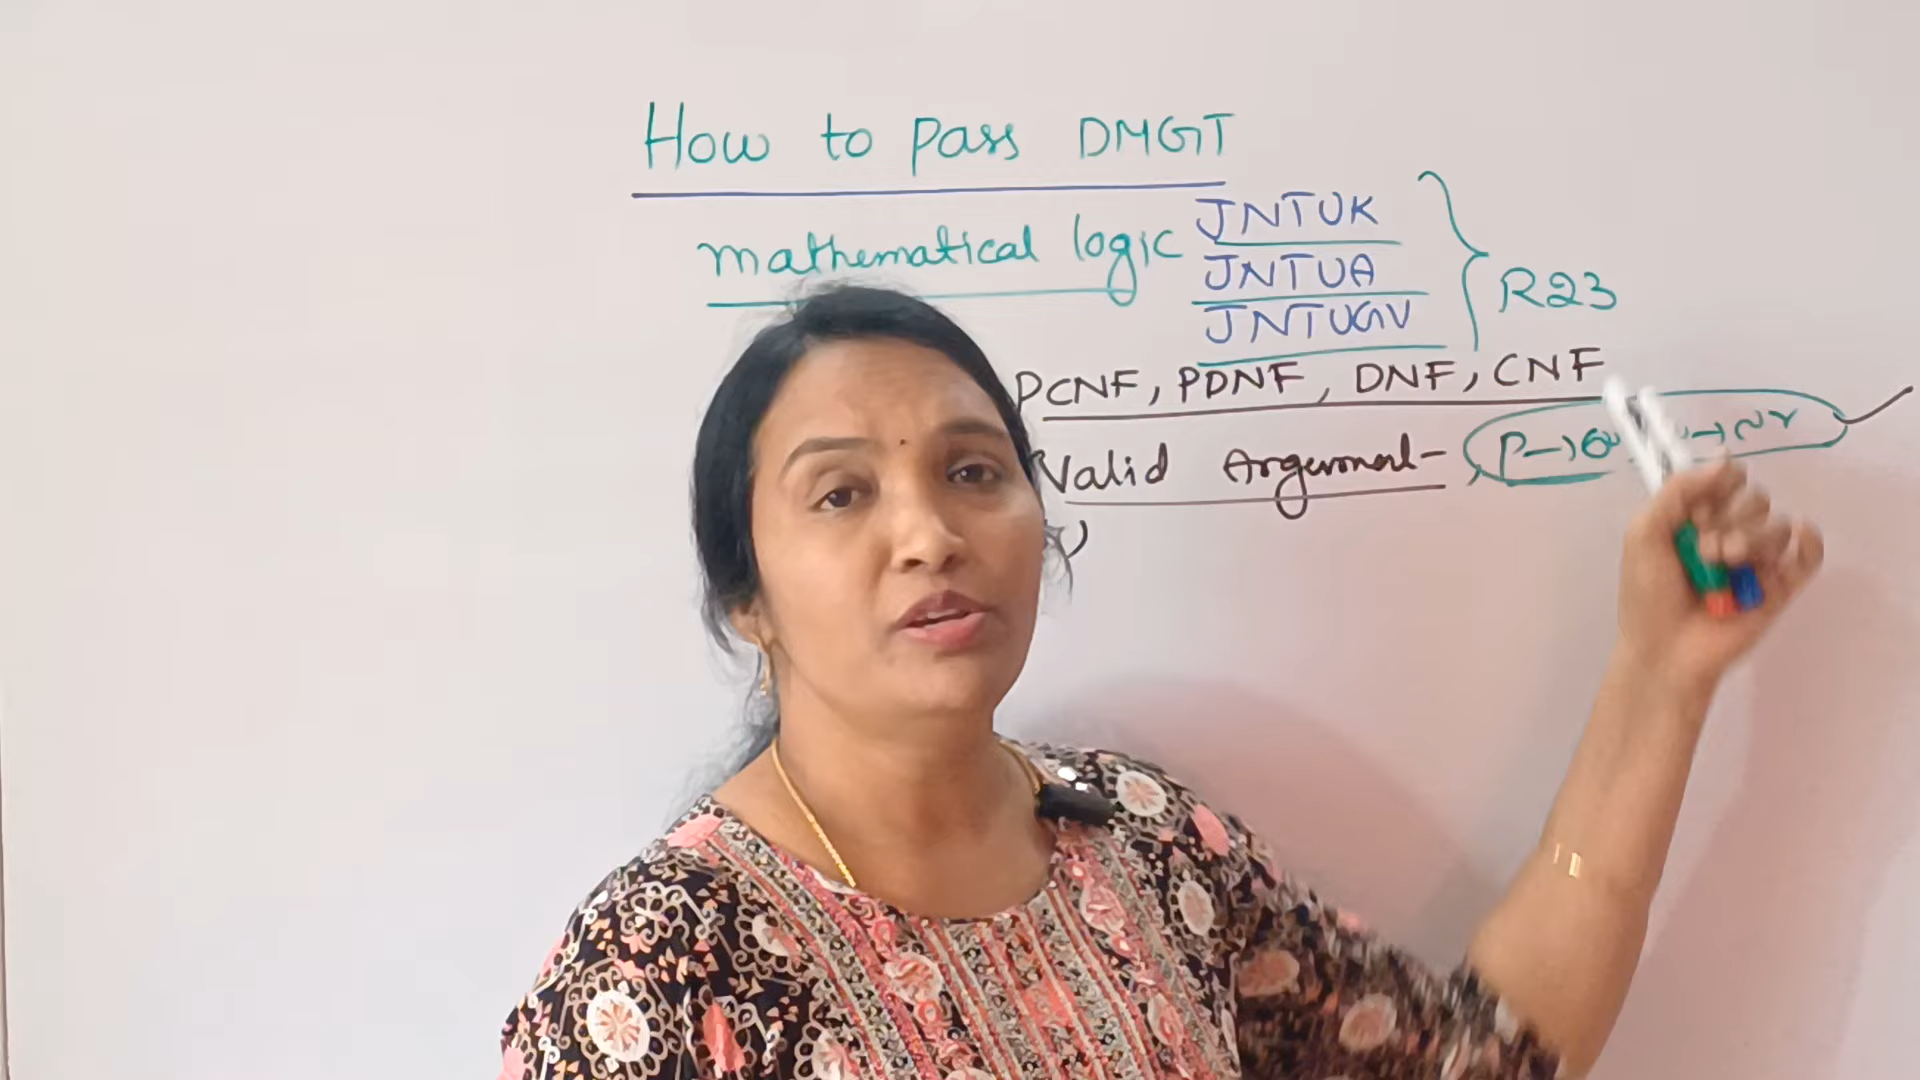 How to pass DMGT
mathematical logic
JNTUK
JNTUA
JNTUGV
R23
PCNF, PDNF, DNF, CNF
Valid Argument -